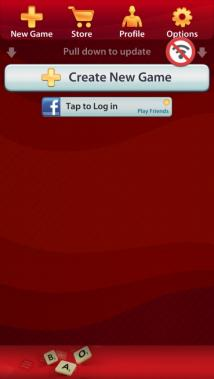 New Game Store Profile Options
Pull down to update
Create New Game
f Tap to Log in
Play Friends
B A O